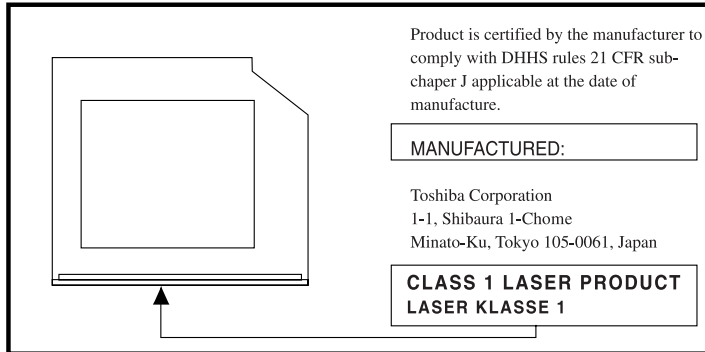 Product is certified by the manufacturer to
comply with DHHS rules 21 CFR sub-
chaper J applicable at the date of
manufacture.
MANUFACTURED:
Toshiba Corporation
1-1, Shibaura 1-Chome
Minato-Ku, Tokyo 105-0061, Japan
CLASS 1 LASER PRODUCT
LASER KLASSE 1